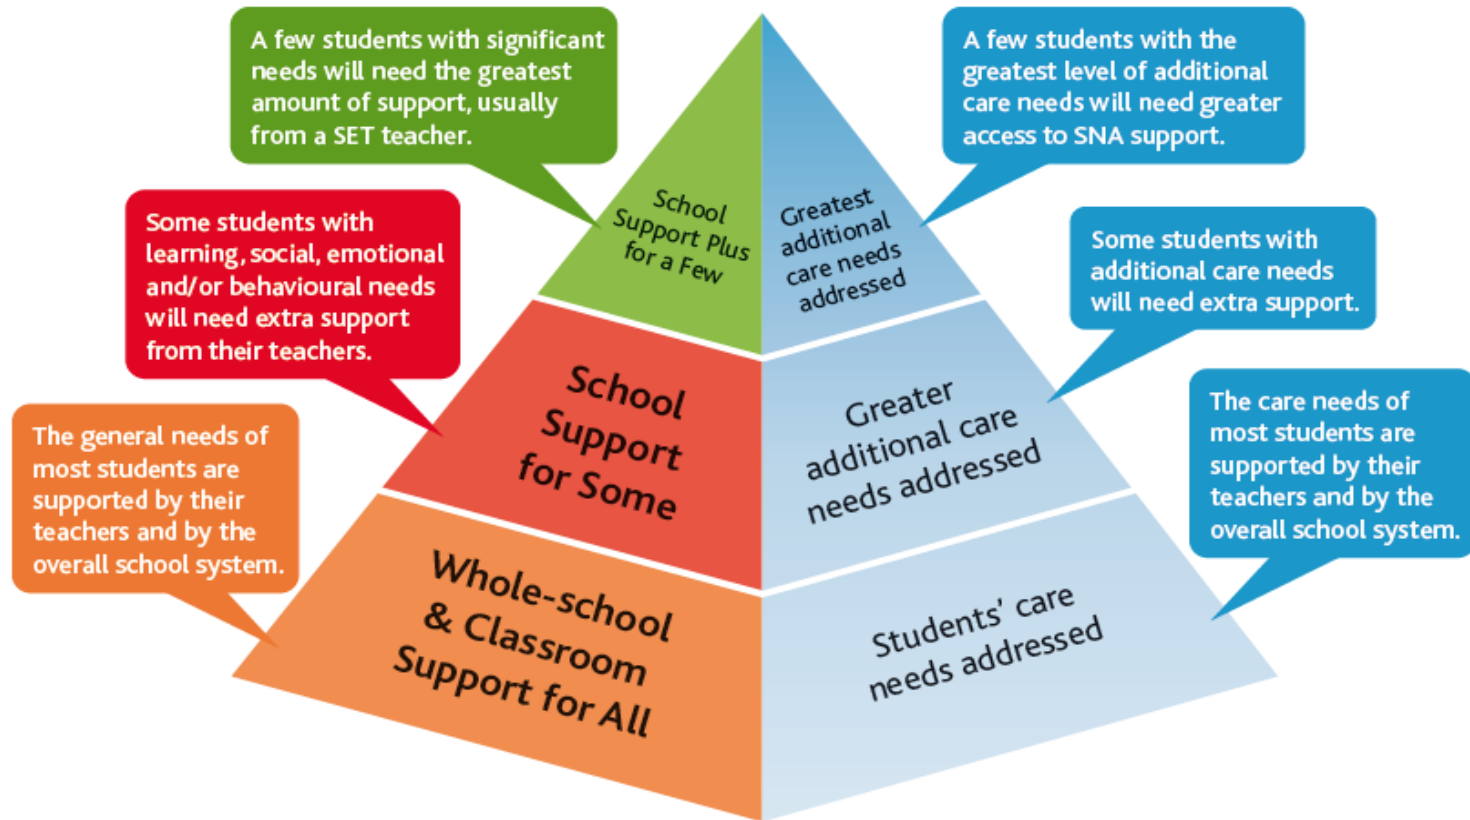 A few students with significant
needs will need the greatest
amount of support, usually
from a SET teacher.
A few students with the
greatest level of additional
care needs will need greater
access to SNA support.
School
Support Plus
for a Few
Greatest
additional
care needs
addressed
Some students with
learning, social, emotional
and/or behavioural needs
will need extra support
from their teachers.
Some students with
additional care needs
will need extra support.
School
Support
for Some
Greater
additional care
needs addressed
The general needs of
most students are
supported by their
teachers and by the
overall school system.
The care needs of
most students are
supported by their
teachers and by the
overall school system.
Whole-school
& Classroom
Support for All
Students’ care
needs addressed